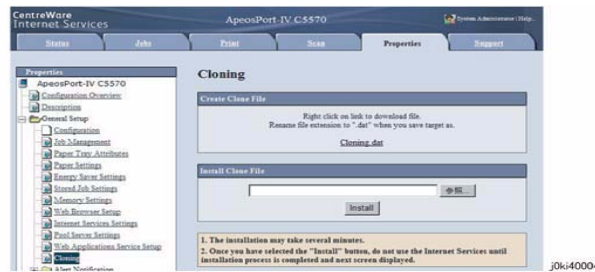 CentreWare
Internet Services
ApeosPort-IV C5570
System Administrator | Help...
Status
Jobs
Print
Scan
Properties
Support
Properties
ApeosPort-IV C5570
Configuration Overview
Description
General Setup
Configuration
Job Management
Paper Tray Attributes
Paper Settings
Energy Saver Settings
Stored Job Settings
Memory Settings
Web Browser Setup
Internet Services Settings
Pool Server Settings
Web Applications Service Setup
Cloning
Alert Notification
Cloning
Create Clone File
Right click on link to download file.
Rename file extension to ".dat" when you save target as.
Cloning.dat
Install Clone File
参照...
Install
1. The installation may take several minutes.
2. Once you have selected the "Install" button, do not use the Internet Services until
installation process is completed and next screen displayed.
j0ki4000